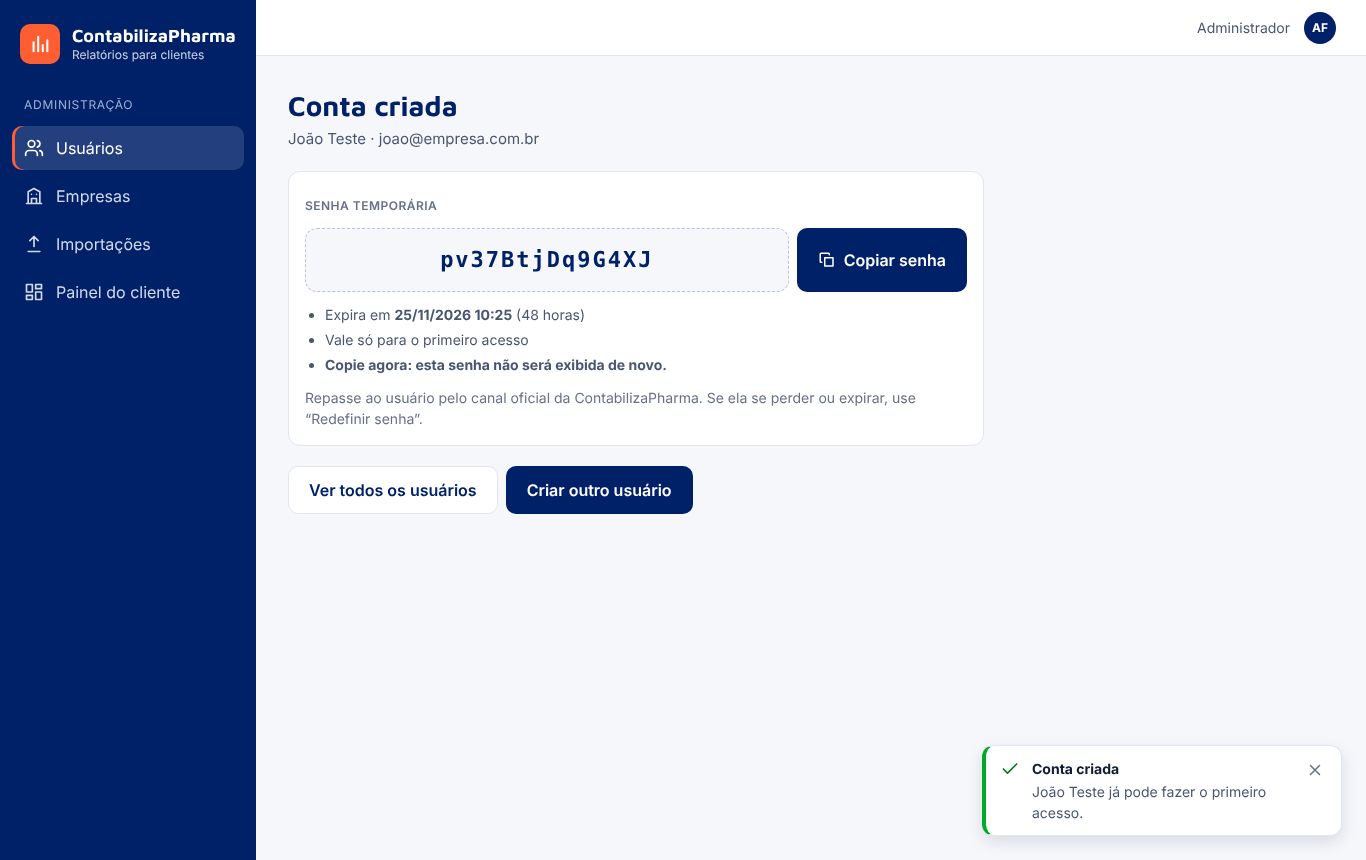 ContabilizaPharma
Relatórios para clientes
Administrador
AF
ADMINISTRAÇÃO
Usuários
Empresas
Importações
Painel do cliente
Conta criada
João Teste · joao@empresa.com.br
SENHA TEMPORÁRIA
pv37BtjDq9G4XJ
Copiar senha
• Expira em 25/11/2026 10:25 (48 horas)
• Vale só para o primeiro acesso
• Copie agora: esta senha não será exibida de novo.
Repasse ao usuário pelo canal oficial da ContabilizaPharma. Se ela se perder ou expirar, use
“Redefinir senha”.
Ver todos os usuários
Criar outro usuário
Conta criada
João Teste já pode fazer o primeiro
acesso.